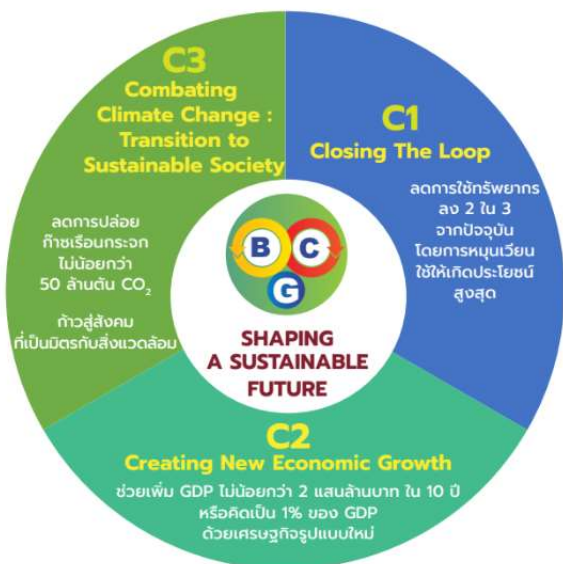 C3
Combating
Climate Change :
Transition to
Sustainable Society
ลดการปล่อย
ก๊าซเรือนกระจก
ไม่น้อยกว่า
50 ล้านตัน CO₂
ก้าวสู่สังคม
ที่เป็นมิตรกับสิ่งแวดล้อม
C1
Closing The Loop
ลดการใช้ทรัพยากร
ลง 2 ใน 3
จากปัจจุบัน
โดยการหมุนเวียน
ใช้ให้เกิดประโยชน์
สูงสุด
B C
G
SHAPING
A SUSTAINABLE
FUTURE
C2
Creating New Economic Growth
ช่วยเพิ่ม GDP ไม่น้อยกว่า 2 แสนล้านบาท ใน 10 ปี
หรือคิดเป็น 1% ของ GDP
ด้วยเศรษฐกิจรูปแบบใหม่